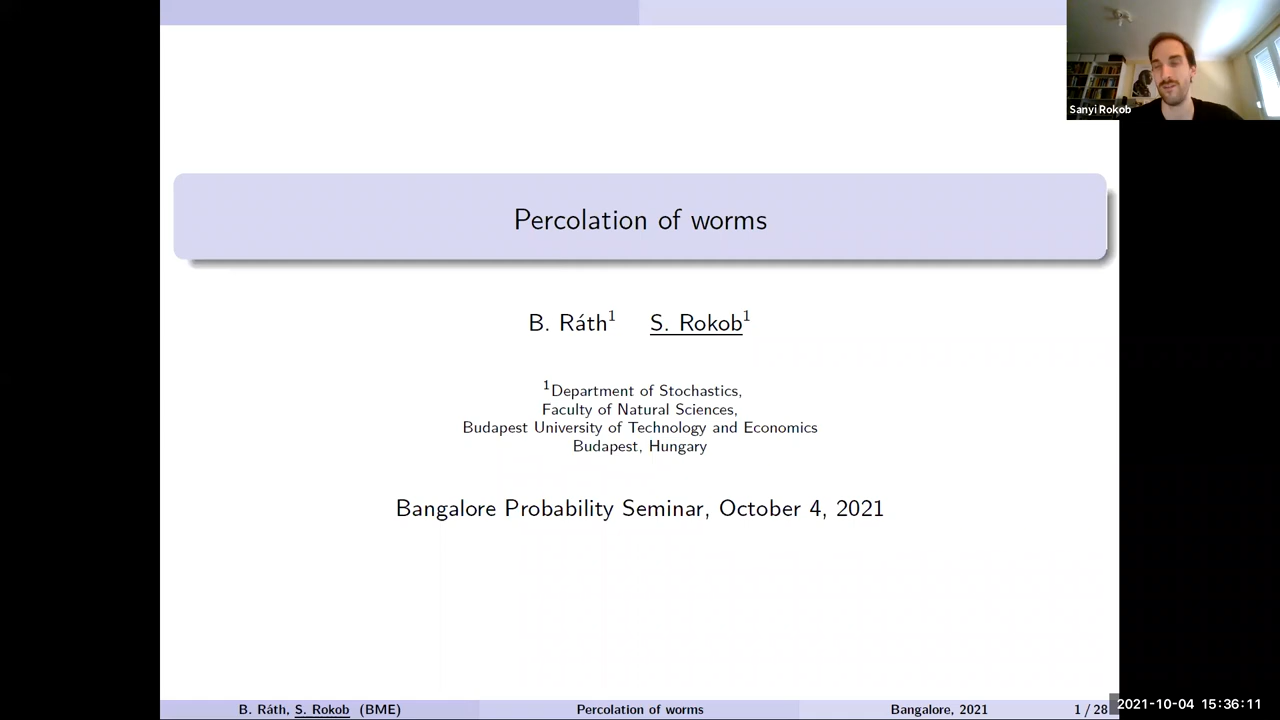 Sanyi Rokob
Percolation of worms
B. Ráth¹ S. Rokob¹
¹Department of Stochastics,
Faculty of Natural Sciences,
Budapest University of Technology and Economics
Budapest, Hungary
Bangalore Probability Seminar, October 4, 2021
B. Ráth, S. Rokob (BME) Percolation of worms Bangalore, 2021 1 / 28
2021-10-04 15:36:11